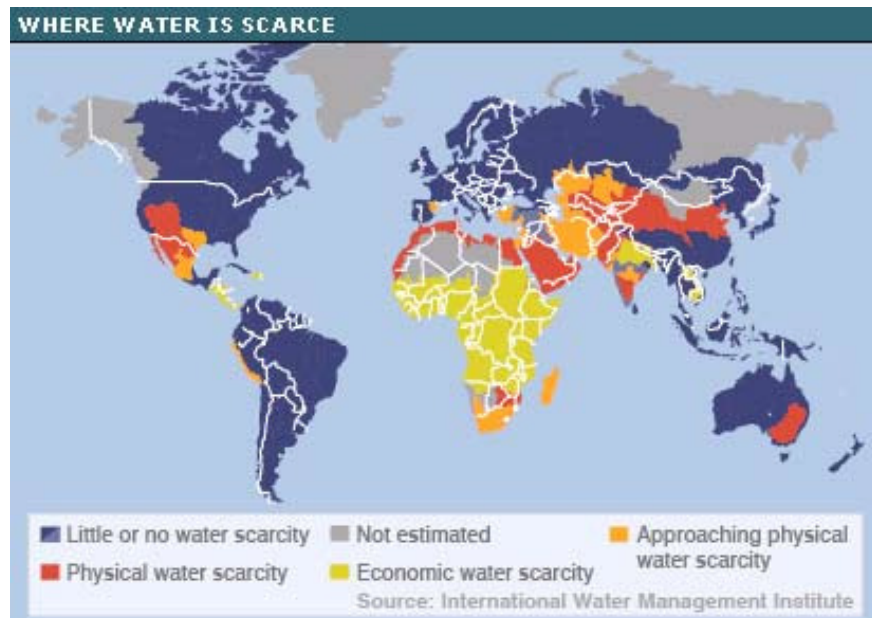 WHERE WATER IS SCARCE
Little or no water scarcity
Not estimated
Approaching physical
water scarcity
Physical water scarcity
Economic water scarcity
Source: International Water Management Institute